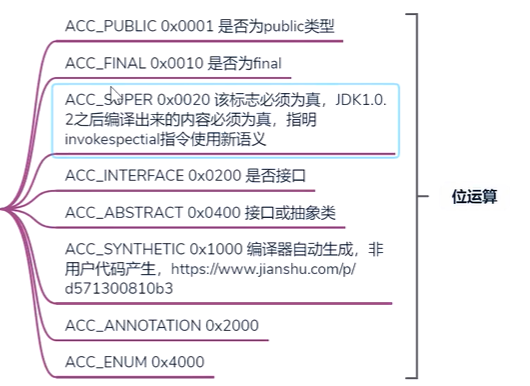 ACC_PUBLIC 0x0001 是否为public类型
ACC_FINAL 0x0010 是否为final
ACC_SUPER 0x0020 该标志必须为真，JDK1.0.
2之后编译出来的内容必须为真，指明
invokespectial指令使用新语义
ACC_INTERFACE 0x0200 是否接口
ACC_ABSTRACT 0x0400 接口或抽象类
ACC_SYNTHETIC 0x1000 编译器自动生成，非
用户代码产生，https://www.jianshu.com/p/
d571300810b3
ACC_ANNOTATION 0x2000
ACC_ENUM 0x4000
位运算